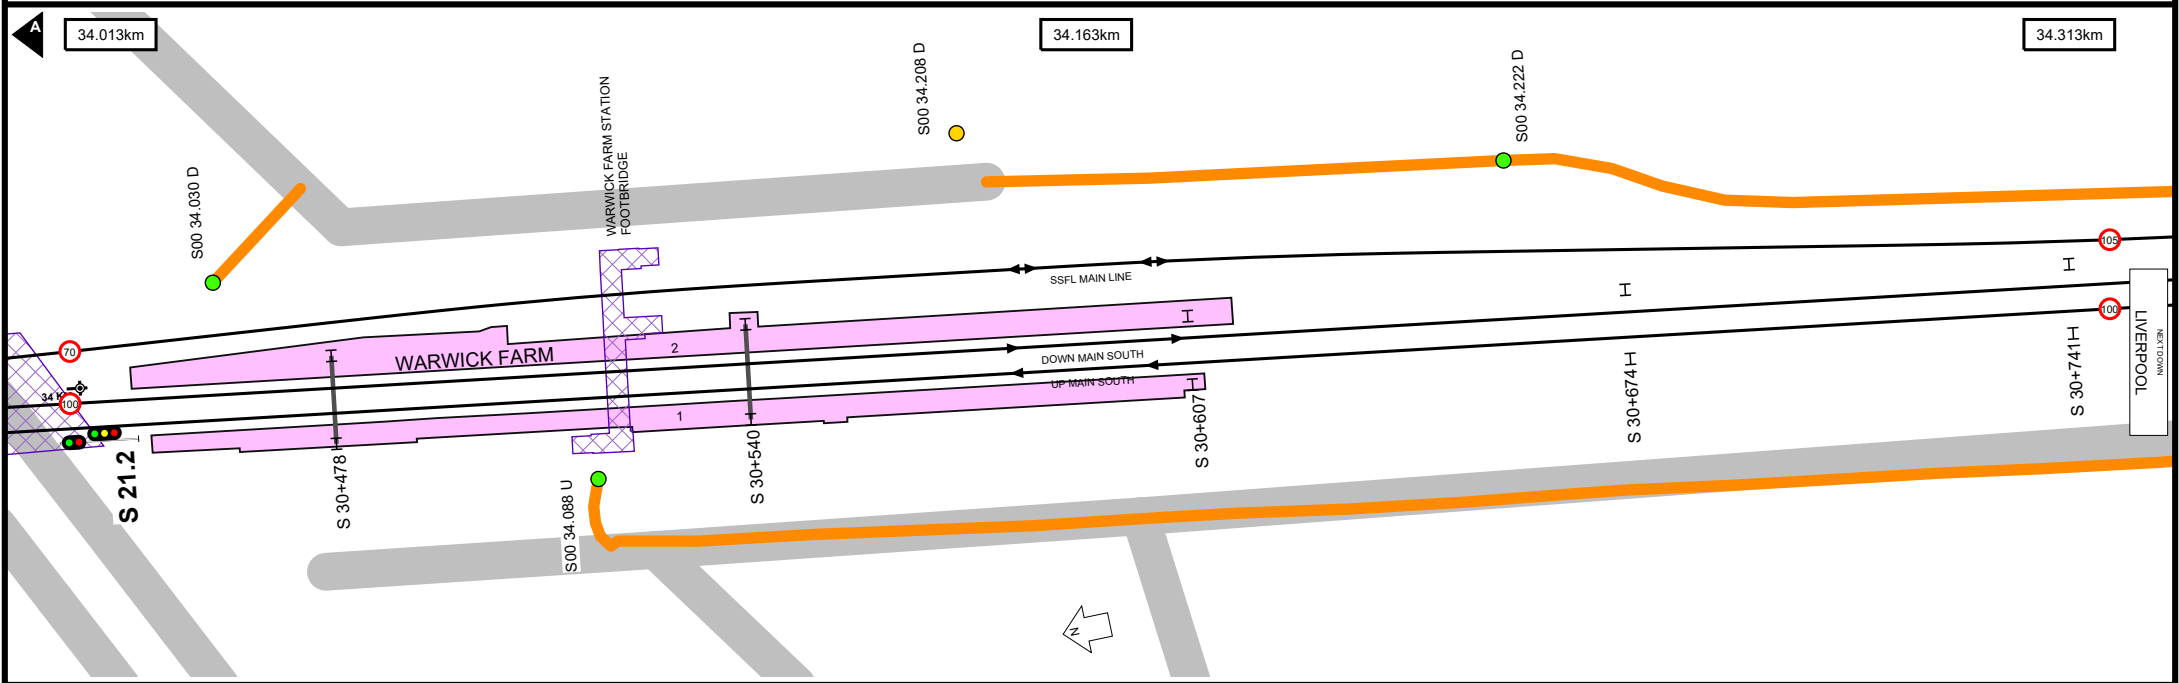 A
34.013km
34.163km
34.313km
S00 34.030 D
WARWICK FARM STATION
FOOTBRIDGE
S00 34.208 D
S00 34.222 D
SSFL MAIN LINE
105
70
WARWICK FARM
2
DOWN MAIN SOUTH
UP MAIN SOUTH
100
34 K
100
1
S 21.2
S 30+478
S00 34.088 U
S 30+540
S 30+607
S 30+674
S 30+741
LIVERPOOL
NEXT DOWN
N